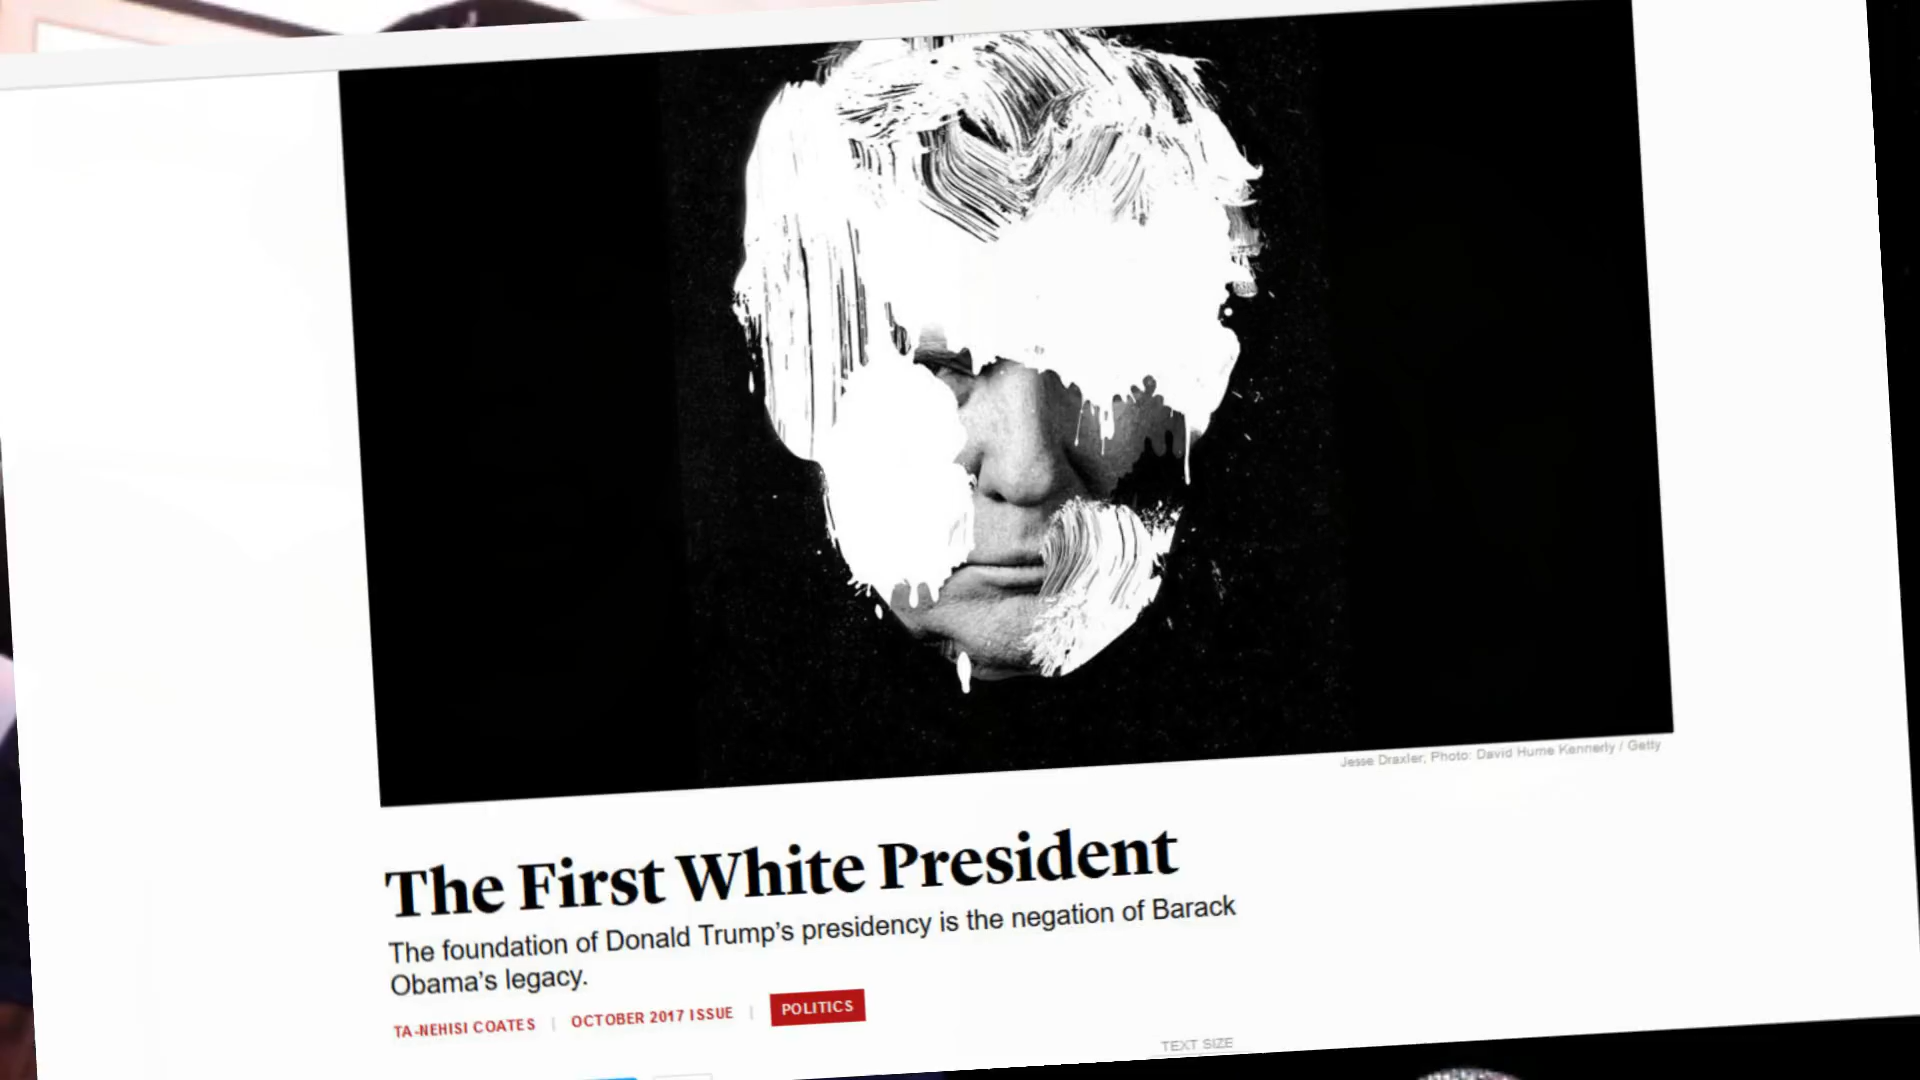 Jesse Draxler; Photo: David Hume Kennerly / Getty
The First White President
The foundation of Donald Trump’s presidency is the negation of Barack
Obama’s legacy.
TA-NEHISI COATES | OCTOBER 2017 ISSUE | POLITICS
TEXT SIZE